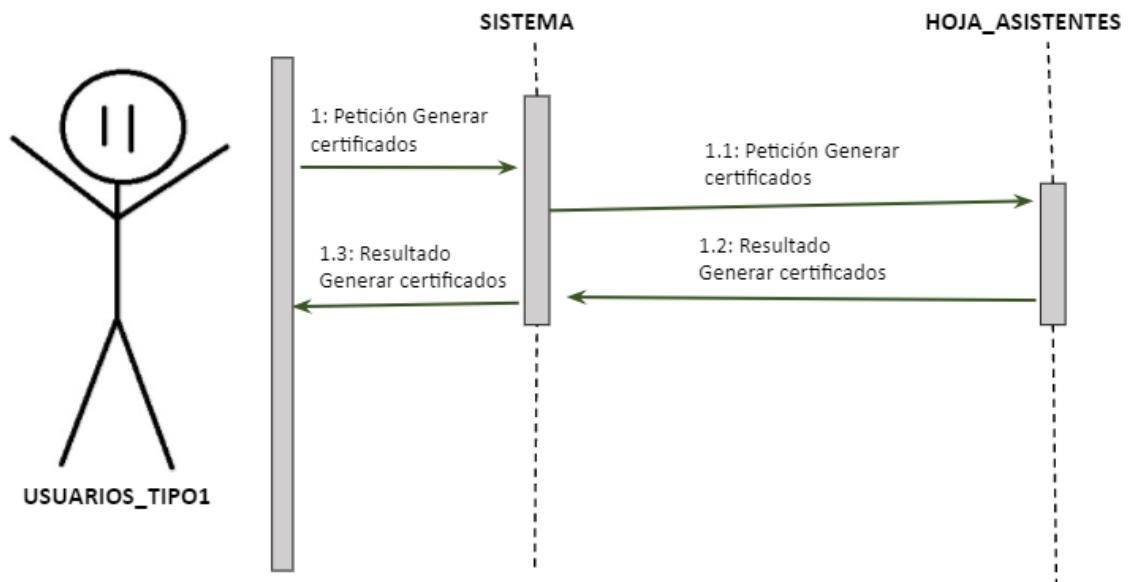 SISTEMA
HOJA_ASISTENTES
1: Petición Generar
certificados
1.1: Petición Generar
certificados
1.3: Resultado
Generar certificados
1.2: Resultado
Generar certificados
USUARIOS_TIPO1